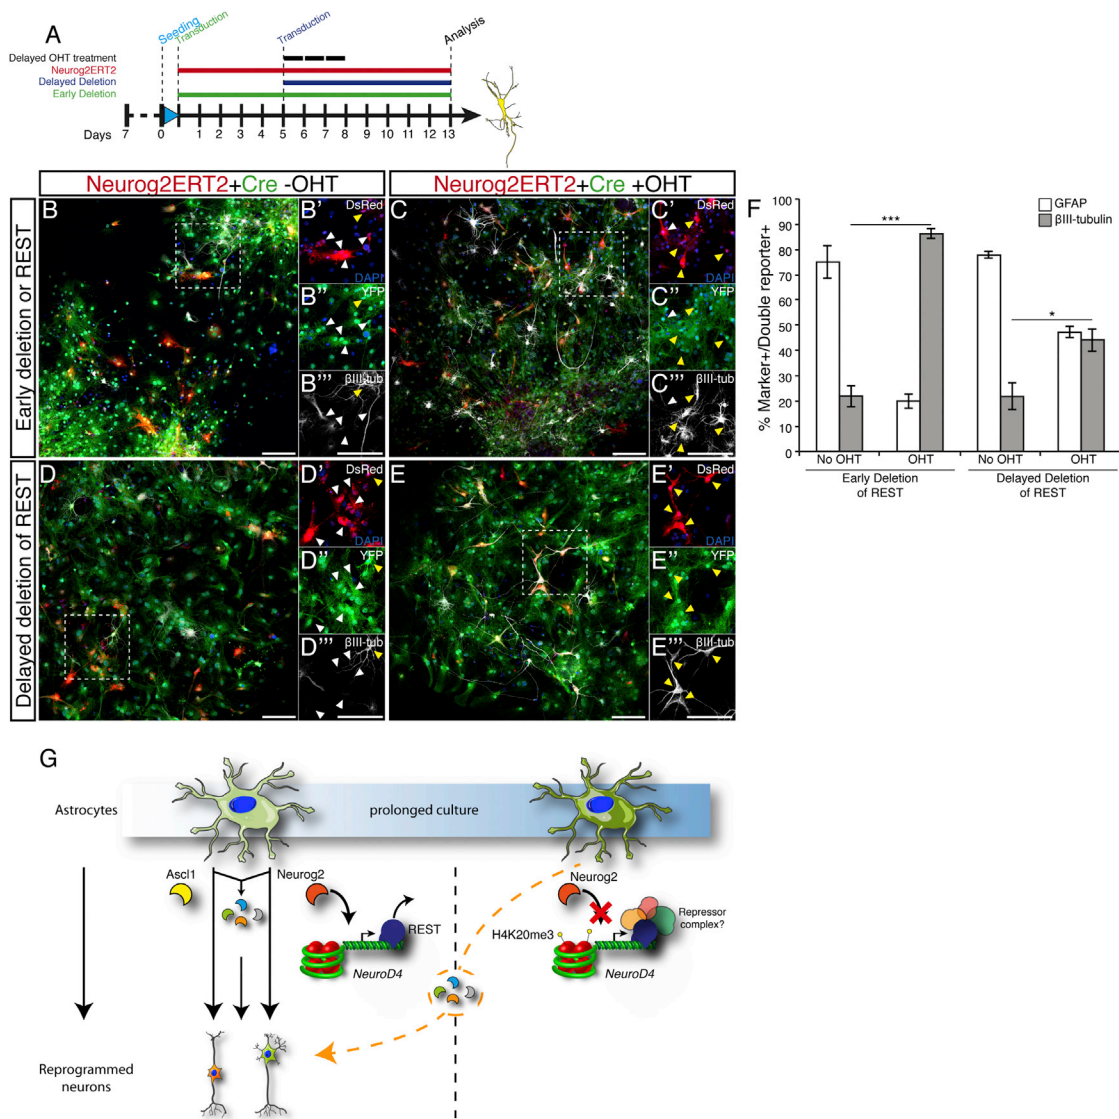 A
Seeding
Transduction
Transduction
Analysis
Delayed OHT treatment
Neurog2ERT2
Delayed Deletion
Early Deletion
Days 7 0 1 2 3 4 5 6 7 8 9 10 11 12 13
Neurog2ERT2+Cre -OHT
Neurog2ERT2+Cre +OHT
Early deletion or REST
B
B' DsRed
DAPI
B'' YFP
B''' βIII-tub
C
C' DsRed
DAPI
C'' YFP
C''' βIII-tub
Delayed deletion of REST
D
D' DsRed
DAPI
D'' YFP
D''' βIII-tub
E
E' DsRed
DAPI
E'' YFP
E''' βIII-tub
F
% Marker+/Double reporter+
100
90
80
70
60
50
40
30
20
10
0
GFAP
βIII-tubulin
***
*
No OHT OHT No OHT OHT
Early Deletion
of REST
Delayed Deletion
of REST
G
Astrocytes
prolonged culture
Ascl1
Neurog2
REST
NeuroD4
Neurog2
H4K20me3
Repressor
complex?
NeuroD4
Reprogrammed
neurons